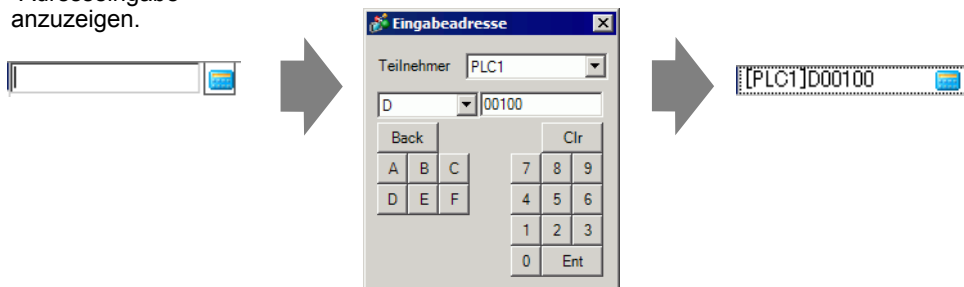 anzuzeigen.
Eingabeadresse
Teilnehmer PLC1
D 00100
Back Clr
A B C 7 8 9
D E F 4 5 6
1 2 3
0 Ent
[PLC1]D00100